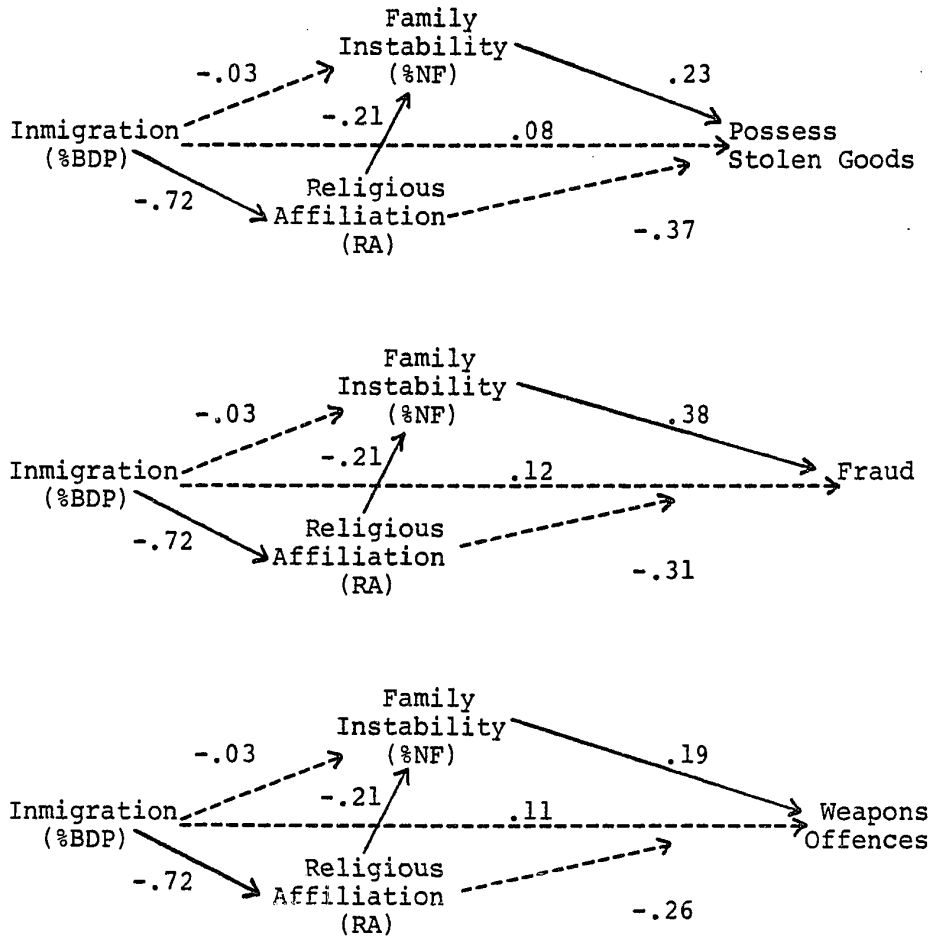 Family
Instability
(%NF)
-.03
.23
-.21
.08
Inmigration
(%BDP)
Possess
Stolen Goods
-.72
Religious
Affiliation
(RA)
-.37
Family
Instability
(%NF)
-.03
.38
-.21
.12
Inmigration
(%BDP)
Fraud
-.72
Religious
Affiliation
(RA)
-.31
Family
Instability
(%NF)
-.03
.19
-.21
.11
Inmigration
(%BDP)
Weapons
Offences
-.72
Religious
Affiliation
(RA)
-.26